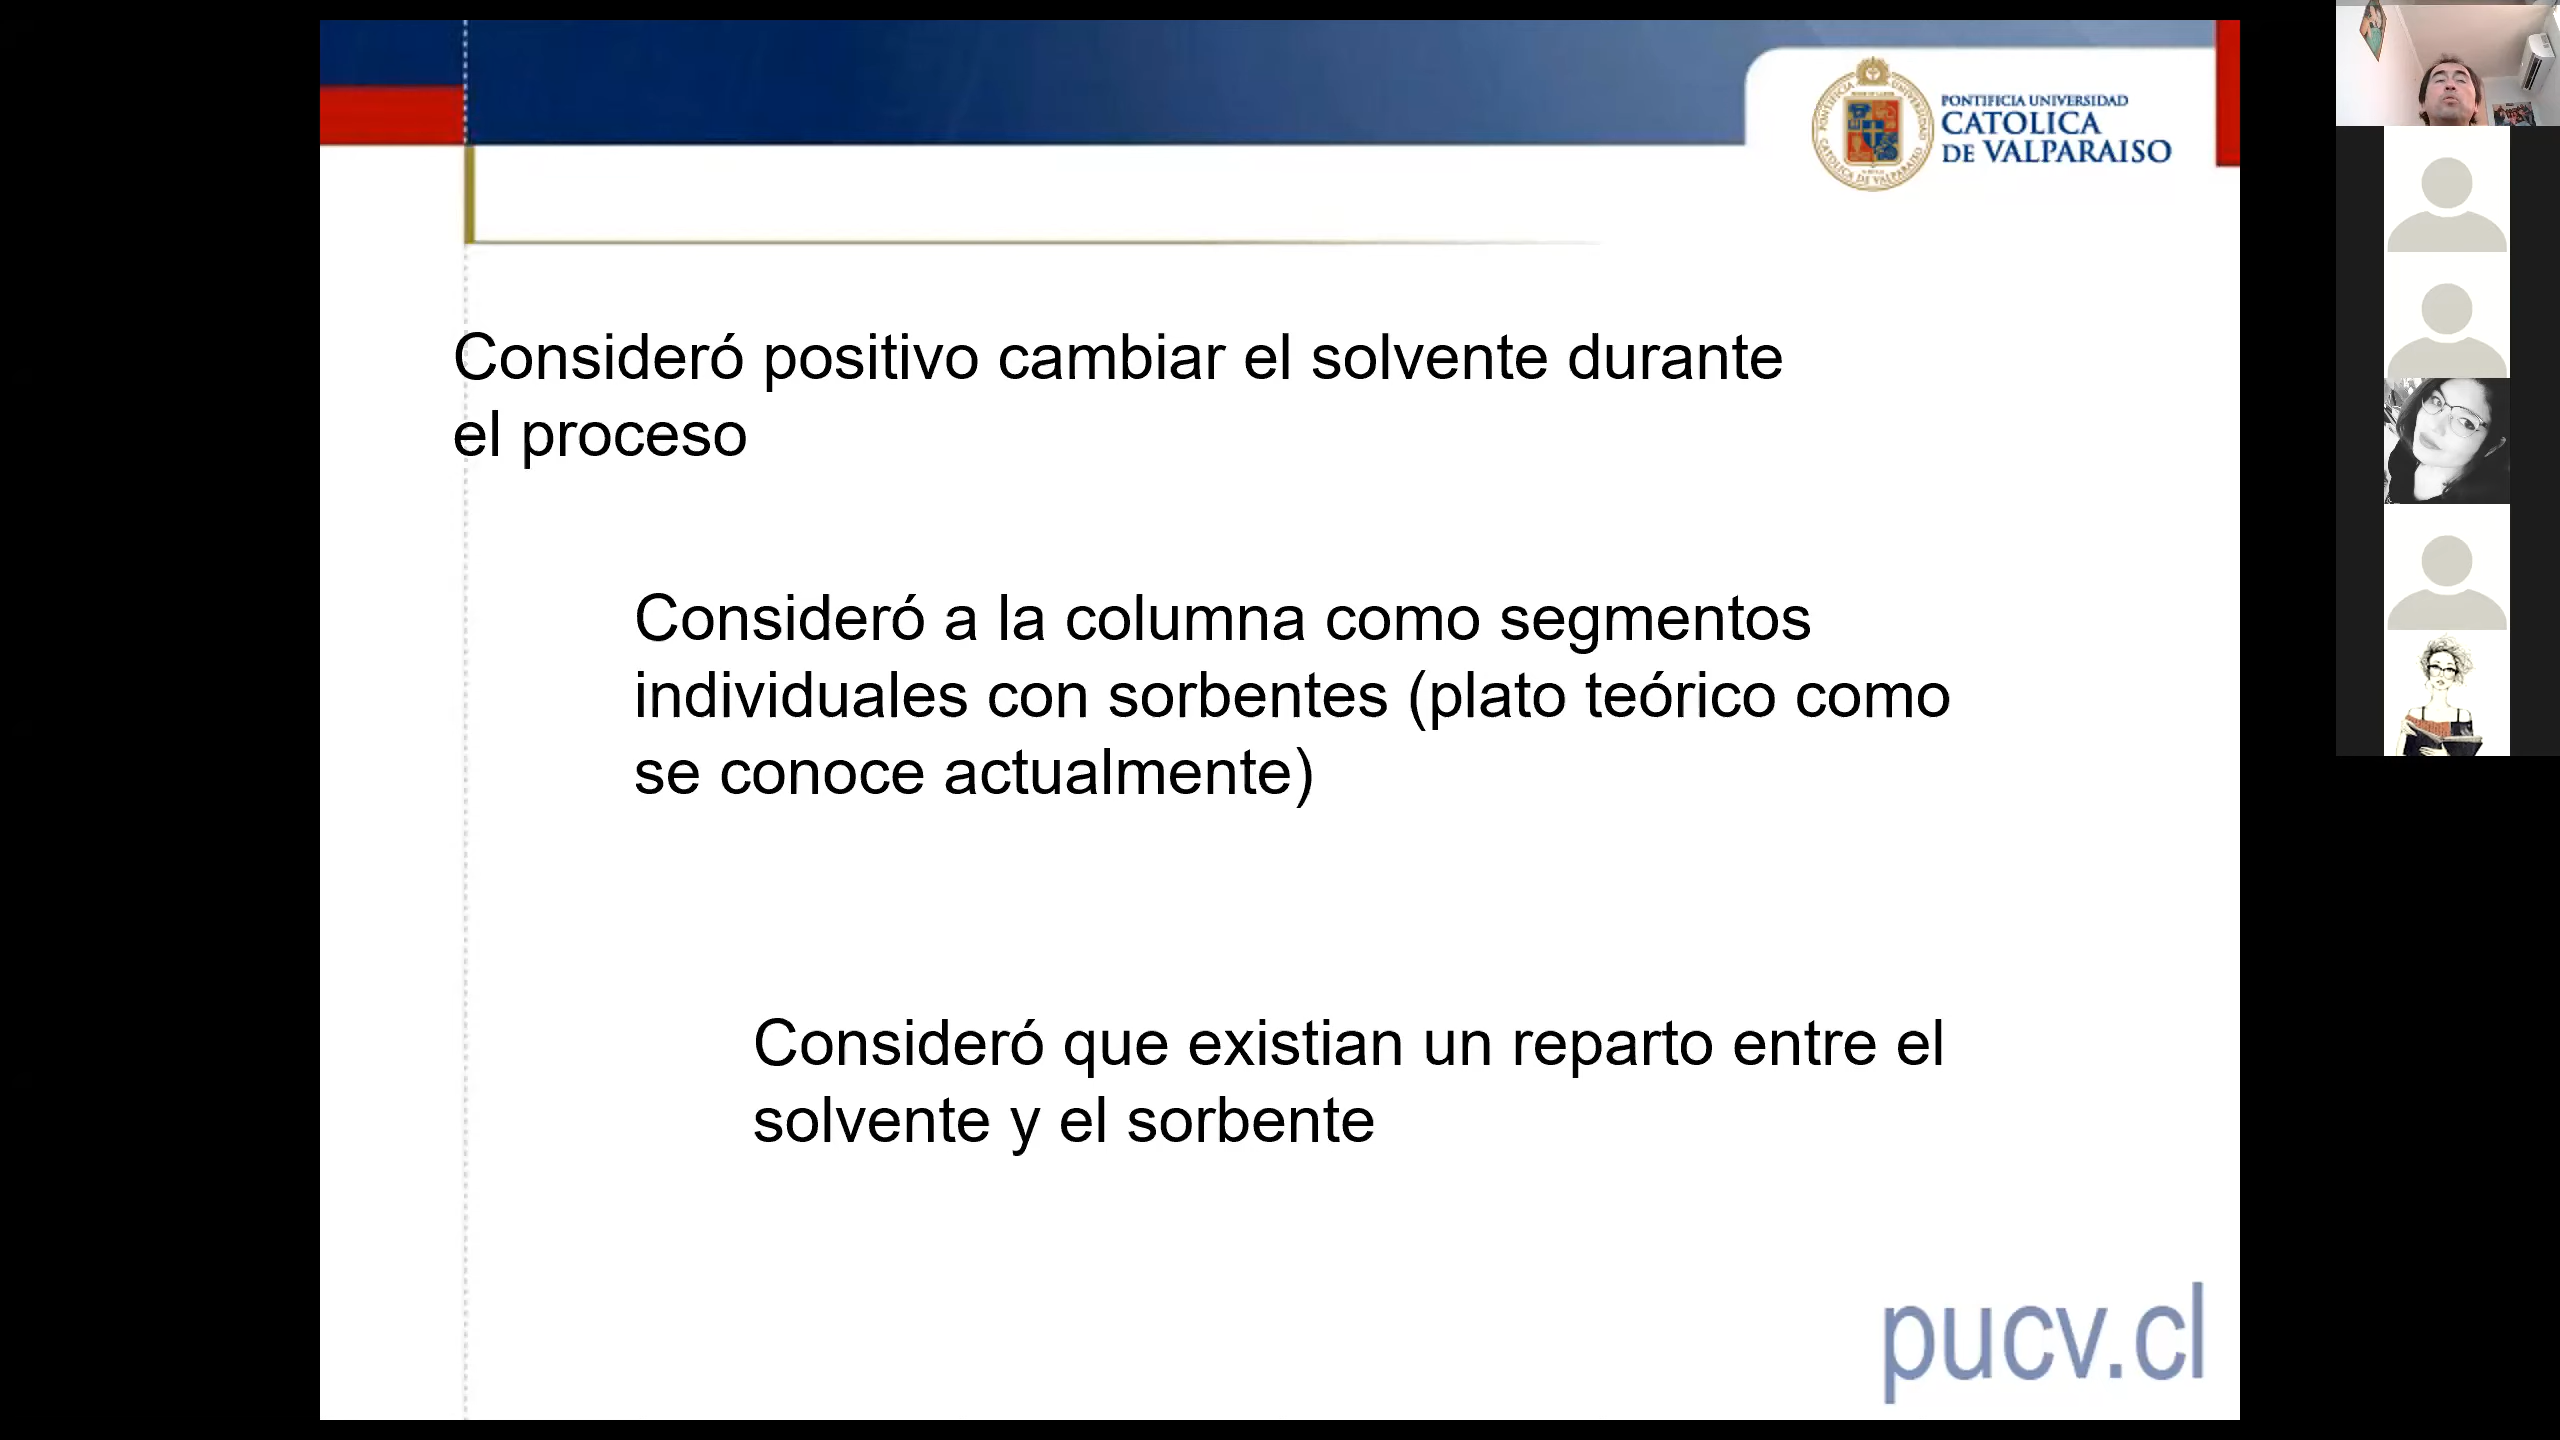 PONTIFICIA UNIVERSIDAD
CATOLICA
DE VALPARAISO
Consideró positivo cambiar el solvente durante
el proceso
Consideró a la columna como segmentos
individuales con sorbentes (plato teórico como
se conoce actualmente)
Consideró que existian un reparto entre el
solvente y el sorbente
pucv.cl